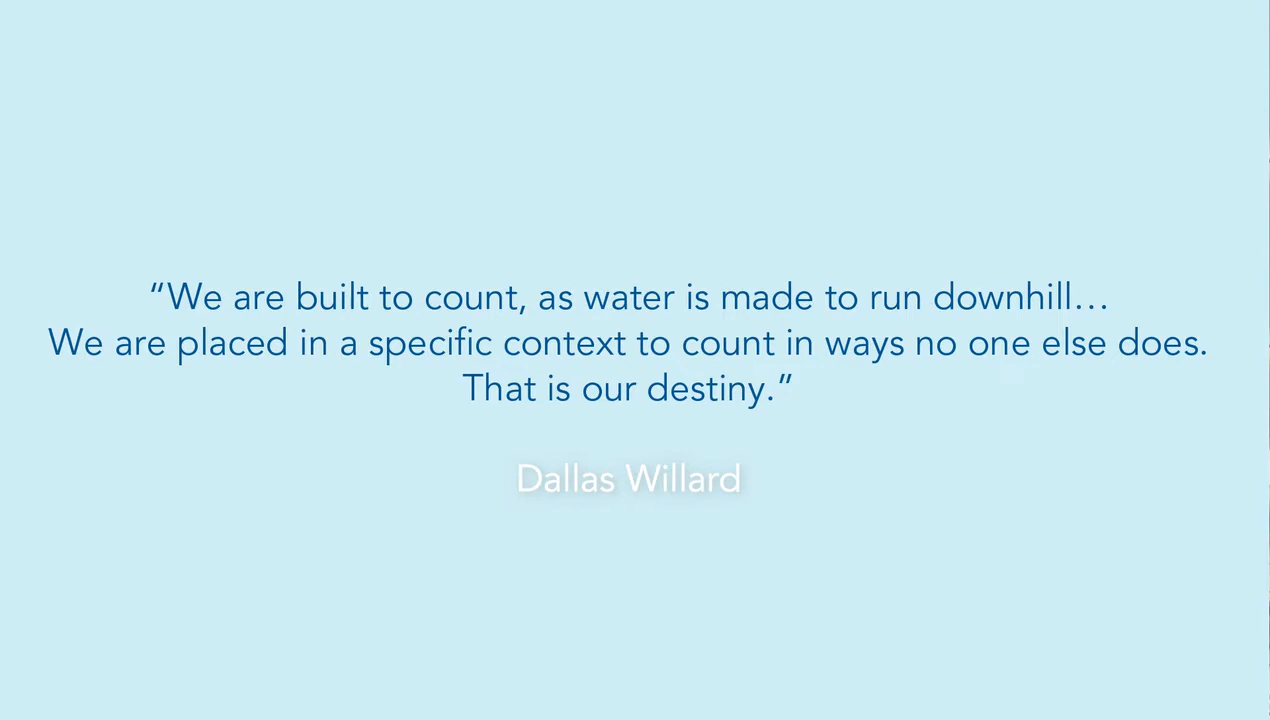 “We are built to count, as water is made to run downhill…
We are placed in a specific context to count in ways no one else does.
That is our destiny.”
Dallas Willard